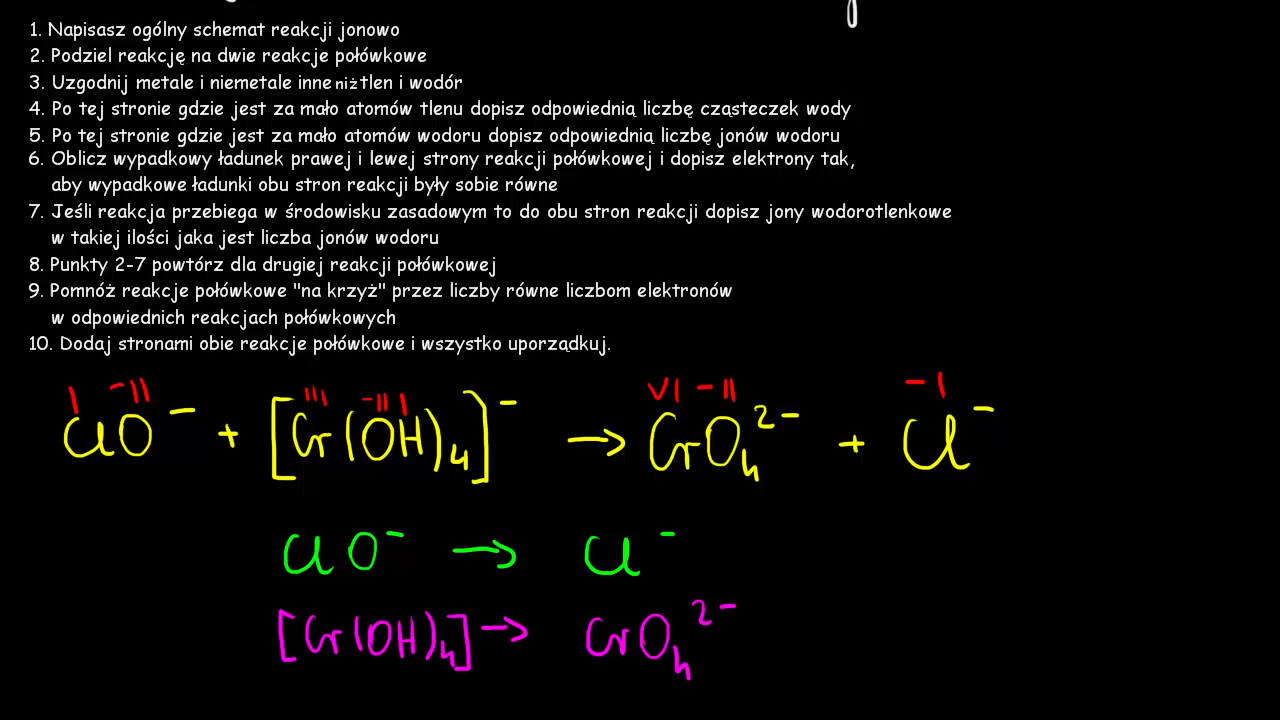 1. Napisasz ogólny schemat reakcji jonowo
2. Podziel reakcję na dwie reakcje połówkowe
3. Uzgodnij metale i niemetale inne niż tlen i wodór
4. Po tej stronie gdzie jest za mało atomów tlenu dopisz odpowiednią liczbę cząsteczek wody
5. Po tej stronie gdzie jest za mało atomów wodoru dopisz odpowiednią liczbę jonów wodoru
6. Oblicz wypadkowy ładunek prawej i lewej strony reakcji połówkowej i dopisz elektrony tak,
aby wypadkowe ładunki obu stron reakcji były sobie równe
7. Jeśli reakcja przebiega w środowisku zasadowym to do obu stron reakcji dopisz jony wodorotlenkowe
w takiej ilości jaka jest liczba jonów wodoru
8. Punkty 2-7 powtórz dla drugiej reakcji połówkowej
9. Pomnóż reakcje połówkowe "na krzyż" przez liczby równe liczbom elektronów
w odpowiednich reakcjach połówkowych
10. Dodaj stronami obie reakcje połówkowe i wszystko uporządkuj.
I -II III -II I VI -II -I
ClO⁻ + [Cr(OH)₄]⁻ → CrO₄²⁻ + Cl⁻
ClO⁻ → Cl⁻
[Cr(OH)₄] → CrO₄²⁻